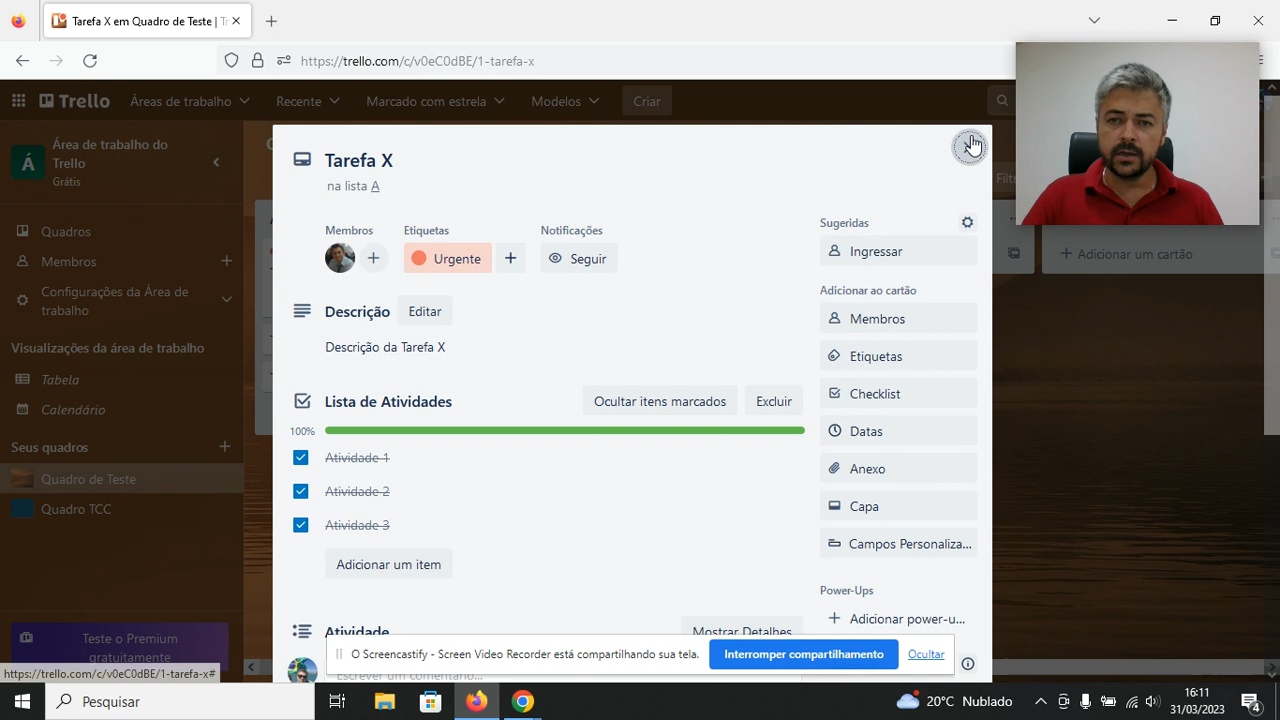 Tarefa X em Quadro de Teste | Tr
https://trello.com/c/v0eC0dBE/1-tarefa-x
Trello
Áreas de trabalho
Recente
Marcado com estrela
Modelos
Criar
Área de trabalho do
Trello
Grátis
Á
Quadros
Membros
Configurações da Área de
trabalho
Visualizações da área de trabalho
Tabela
Calendário
Seus quadros
Quadro de Teste
Quadro TCC
Teste o Premium
gratuitamente
https://trello.com/c/v0eC0dBE/1-tarefa-x#
Tarefa X
na lista A
Membros
Etiquetas
Notificações
Urgente
Seguir
Descrição
Editar
Descrição da Tarefa X
Lista de Atividades
Ocultar itens marcados
Excluir
100%
Atividade 1
Atividade 2
Atividade 3
Adicionar um item
Atividade
Mostrar Detalhes
Escrever um comentário...
Sugeridas
Ingressar
Adicionar ao cartão
Membros
Etiquetas
Checklist
Datas
Anexo
Capa
Campos Personaliza...
Power-Ups
Adicionar power-u...
Filtr
Adicionar um cartão
O Screencastify - Screen Video Recorder está compartilhando sua tela.
Interromper compartilhamento
Ocultar
Pesquisar
20°C Nublado
16:11
31/03/2023
4